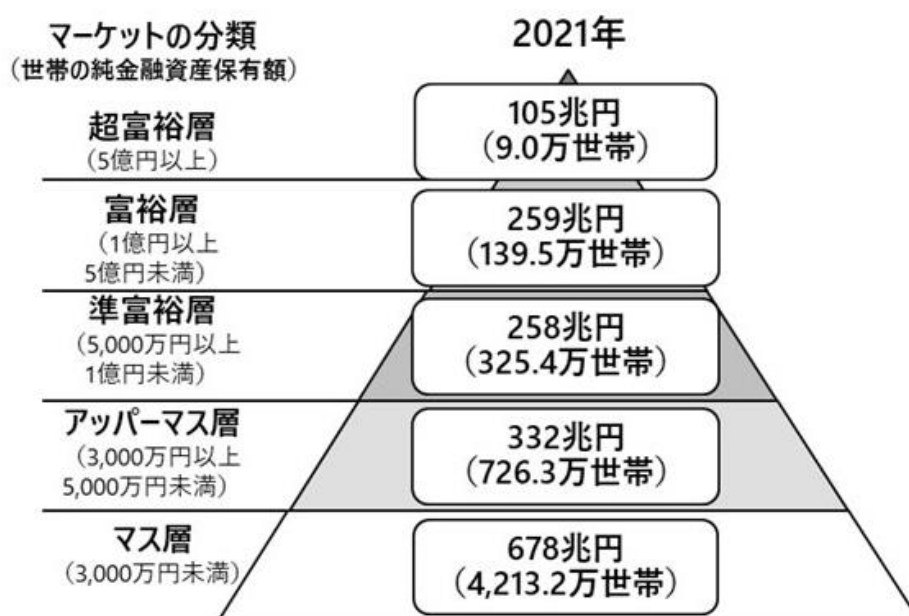 マーケットの分類
(世帯の純金融資産保有額)
2021年
超富裕層
(5億円以上)
105兆円
(9.0万世帯)
富裕層
(1億円以上
5億円未満)
259兆円
(139.5万世帯)
準富裕層
(5,000万円以上
1億円未満)
258兆円
(325.4万世帯)
アッパーマス層
(3,000万円以上
5,000万円未満)
332兆円
(726.3万世帯)
マス層
(3,000万円未満)
678兆円
(4,213.2万世帯)